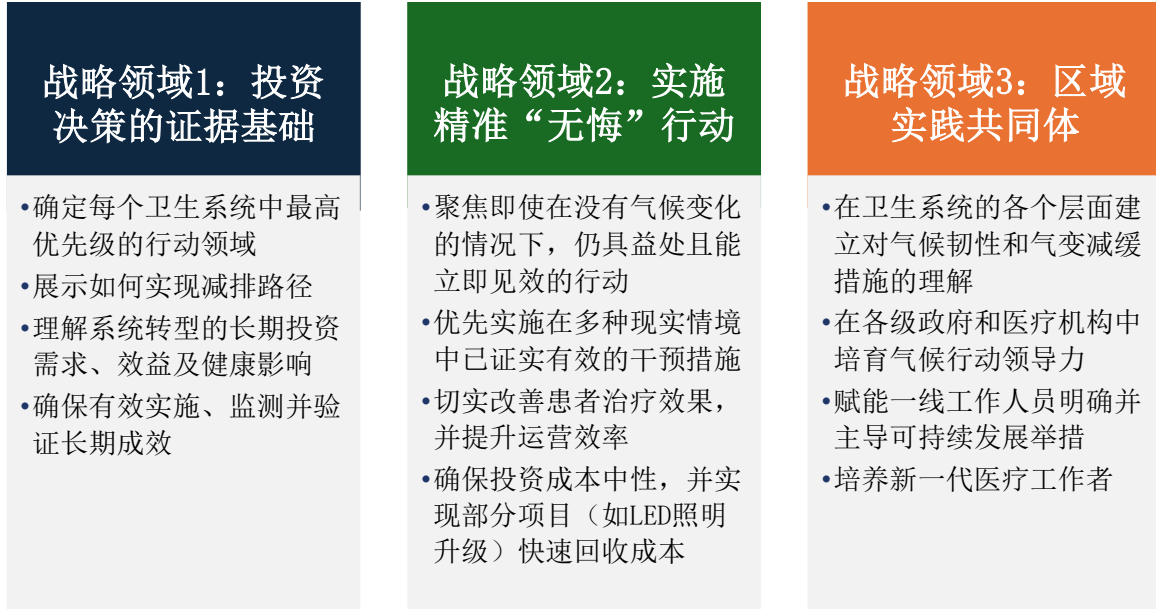 战略领域1：投资
决策的证据基础
•确定每个卫生系统中最高
优先级的行动领域
•展示如何实现减排路径
•理解系统转型的长期投资
需求、效益及健康影响
•确保有效实施、监测并验
证长期成效
战略领域2：实施
精准“无悔”行动
•聚焦即使在没有气候变化
的情况下，仍具益处且能
立即见效的行动
•优先实施在多种现实情境
中已证实有效的干预措施
•切实改善患者治疗效果，
并提升运营效率
•确保投资成本中性，并实
现部分项目（如LED照明
升级）快速回收成本
战略领域3：区域
实践共同体
•在卫生系统的各个层面建
立对气候韧性和气变减缓
措施的理解
•在各级政府和医疗机构中
培育气候行动领导力
•赋能一线工作人员明确并
主导可持续发展举措
•培养新一代医疗工作者